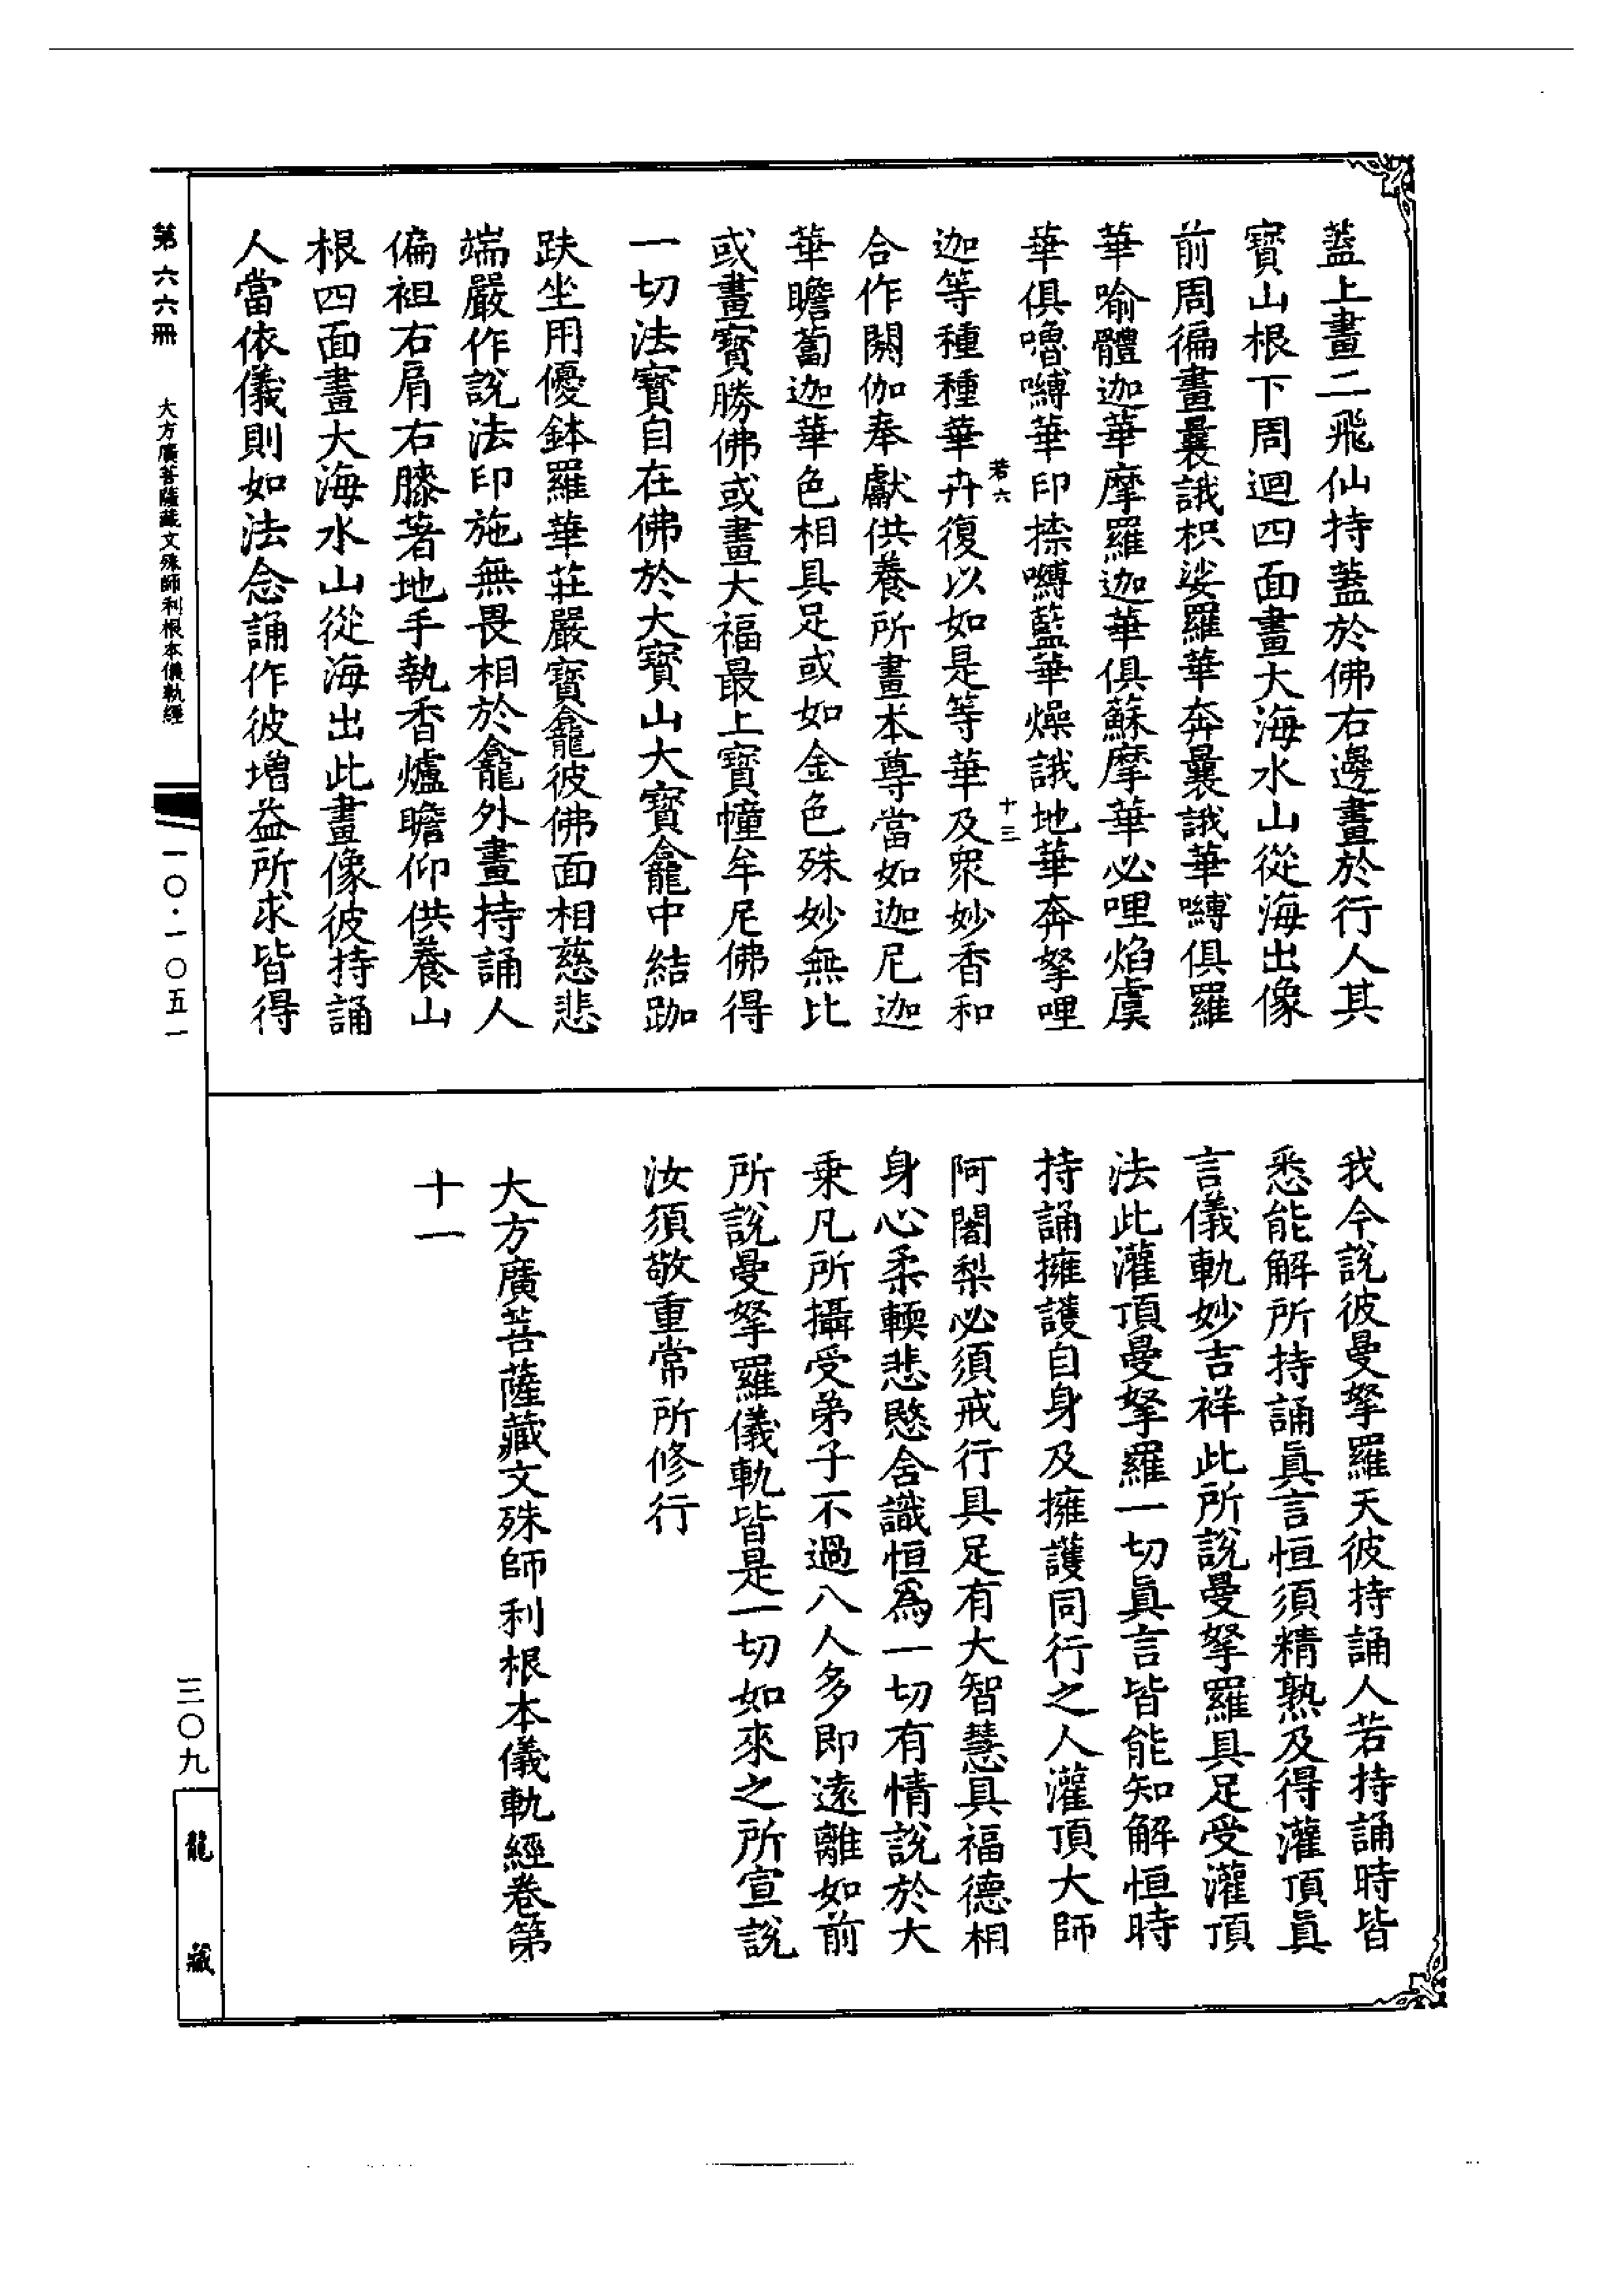 蓋上畫二飛仙持蓋於佛右邊畫於行人其
寶山根下周迴四面畫大海水山從海出像
前周徧畫曩誐枳娑羅華奔曩誐華嚩俱羅
華喻體迦華摩羅迦華俱蘇摩華必哩焰虞
華俱嚕嚩華印捺嚩藍華燥誐地華奔拏哩
若六 十三
迦等種種華卉復以如是等華及眾妙香和
合作閼伽奉獻供養所畫本尊當如迦尼迦
華瞻蔔迦華色相具足或如金色殊妙無比
或畫寶勝佛或畫大福最上寶幢牟尼佛得
一切法寶自在佛於大寶山大寶龕中結跏
趺坐用優鉢羅華莊嚴寶龕彼佛面相慈悲
端嚴作說法印施無畏相於龕外畫持誦人
偏袒右肩右膝著地手執香爐瞻仰供養山
根四面畫大海水山從海出此畫像彼持誦
人當依儀則如法念誦作彼增益所求皆得
我今說彼曼拏羅天彼持誦人若持誦時皆
悉能解所持誦眞言恒須精熟及得灌頂眞
言儀軌妙吉祥此所說曼拏羅具足受灌頂
法此灌頂曼拏羅一切眞言皆能知解恒時
持誦擁護自身及擁護同行之人灌頂大師
阿闍梨必須戒行具足有大智慧具福德相
身心柔輭悲愍含識恒爲一切有情說於大
乗凡所攝受弟子不過八人多即遠離如前
所說曼拏羅儀軌皆是一切如來之所宣說
汝須敬重常所修行
大方廣菩薩藏文殊師利根本儀軌經卷第
十一
第六六冊 大方廣菩薩藏文殊師利根本儀軌經 一〇·一〇五一 三〇九
龍藏